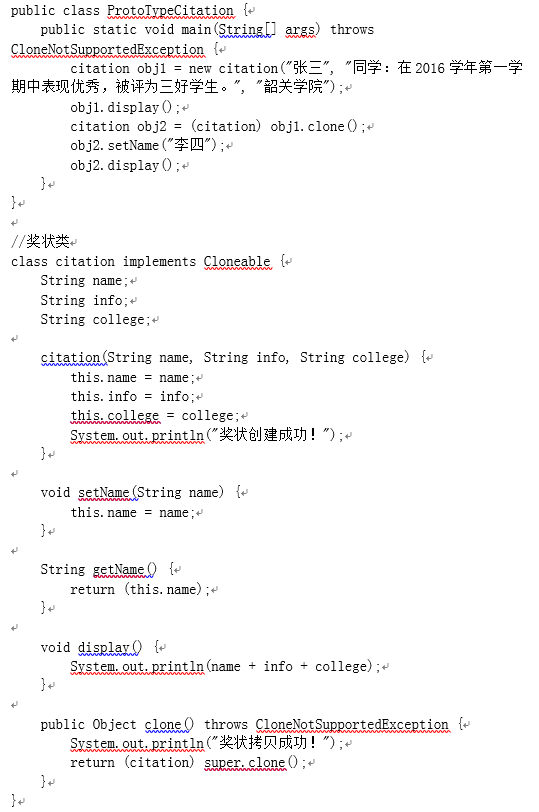 public class ProtoTypeCitation {↵
    public static void main(String[] args) throws
CloneNotSupportedException {↵
        citation obj1 = new citation("张三", "同学：在2016学年第一学
期中表现优秀，被评为三好学生。", "韶关学院");↵
        obj1.display();↵
        citation obj2 = (citation) obj1.clone();↵
        obj2.setName("李四");↵
        obj2.display();↵
    }↵
}↵
↵
//奖状类↵
class citation implements Cloneable {↵
    String name;↵
    String info;↵
    String college;↵
↵
    citation(String name, String info, String college) {↵
        this.name = name;↵
        this.info = info;↵
        this.college = college;↵
        System.out.println("奖状创建成功！");↵
    }↵
↵
    void setName(String name) {↵
        this.name = name;↵
    }↵
↵
    String getName() {↵
        return (this.name);↵
    }↵
↵
    void display() {↵
        System.out.println(name + info + college);↵
    }↵
↵
    public Object clone() throws CloneNotSupportedException {↵
        System.out.println("奖状拷贝成功！");↵
        return (citation) super.clone();↵
    }↵
}↵